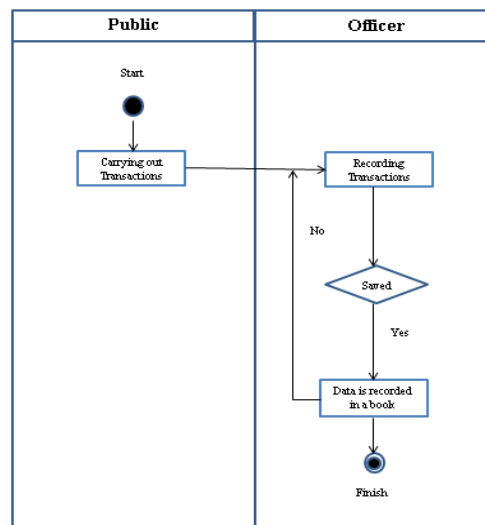 Public
Officer
Start
Carrying out
Transactions
Recording
Transactions
No
Saved
Yes
Data is recorded
in a book
Finish